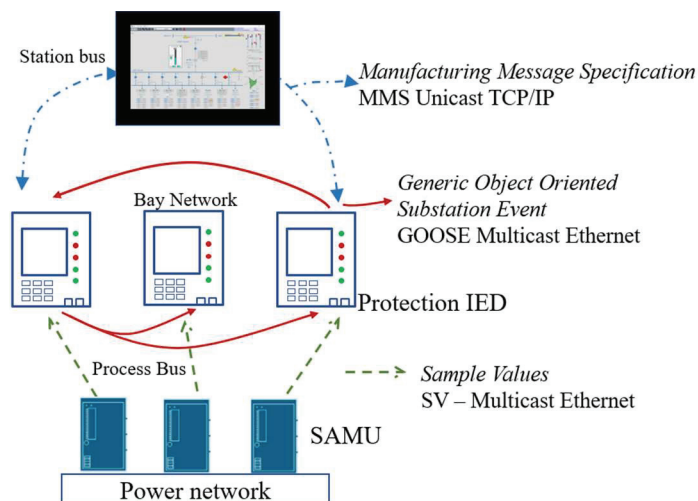 Station bus
Manufacturing Message Specification
MMS Unicast TCP/IP
Bay Network
Generic Object Oriented
Substation Event
GOOSE Multicast Ethernet
Protection IED
Process Bus
Sample Values
SV – Multicast Ethernet
SAMU
Power network